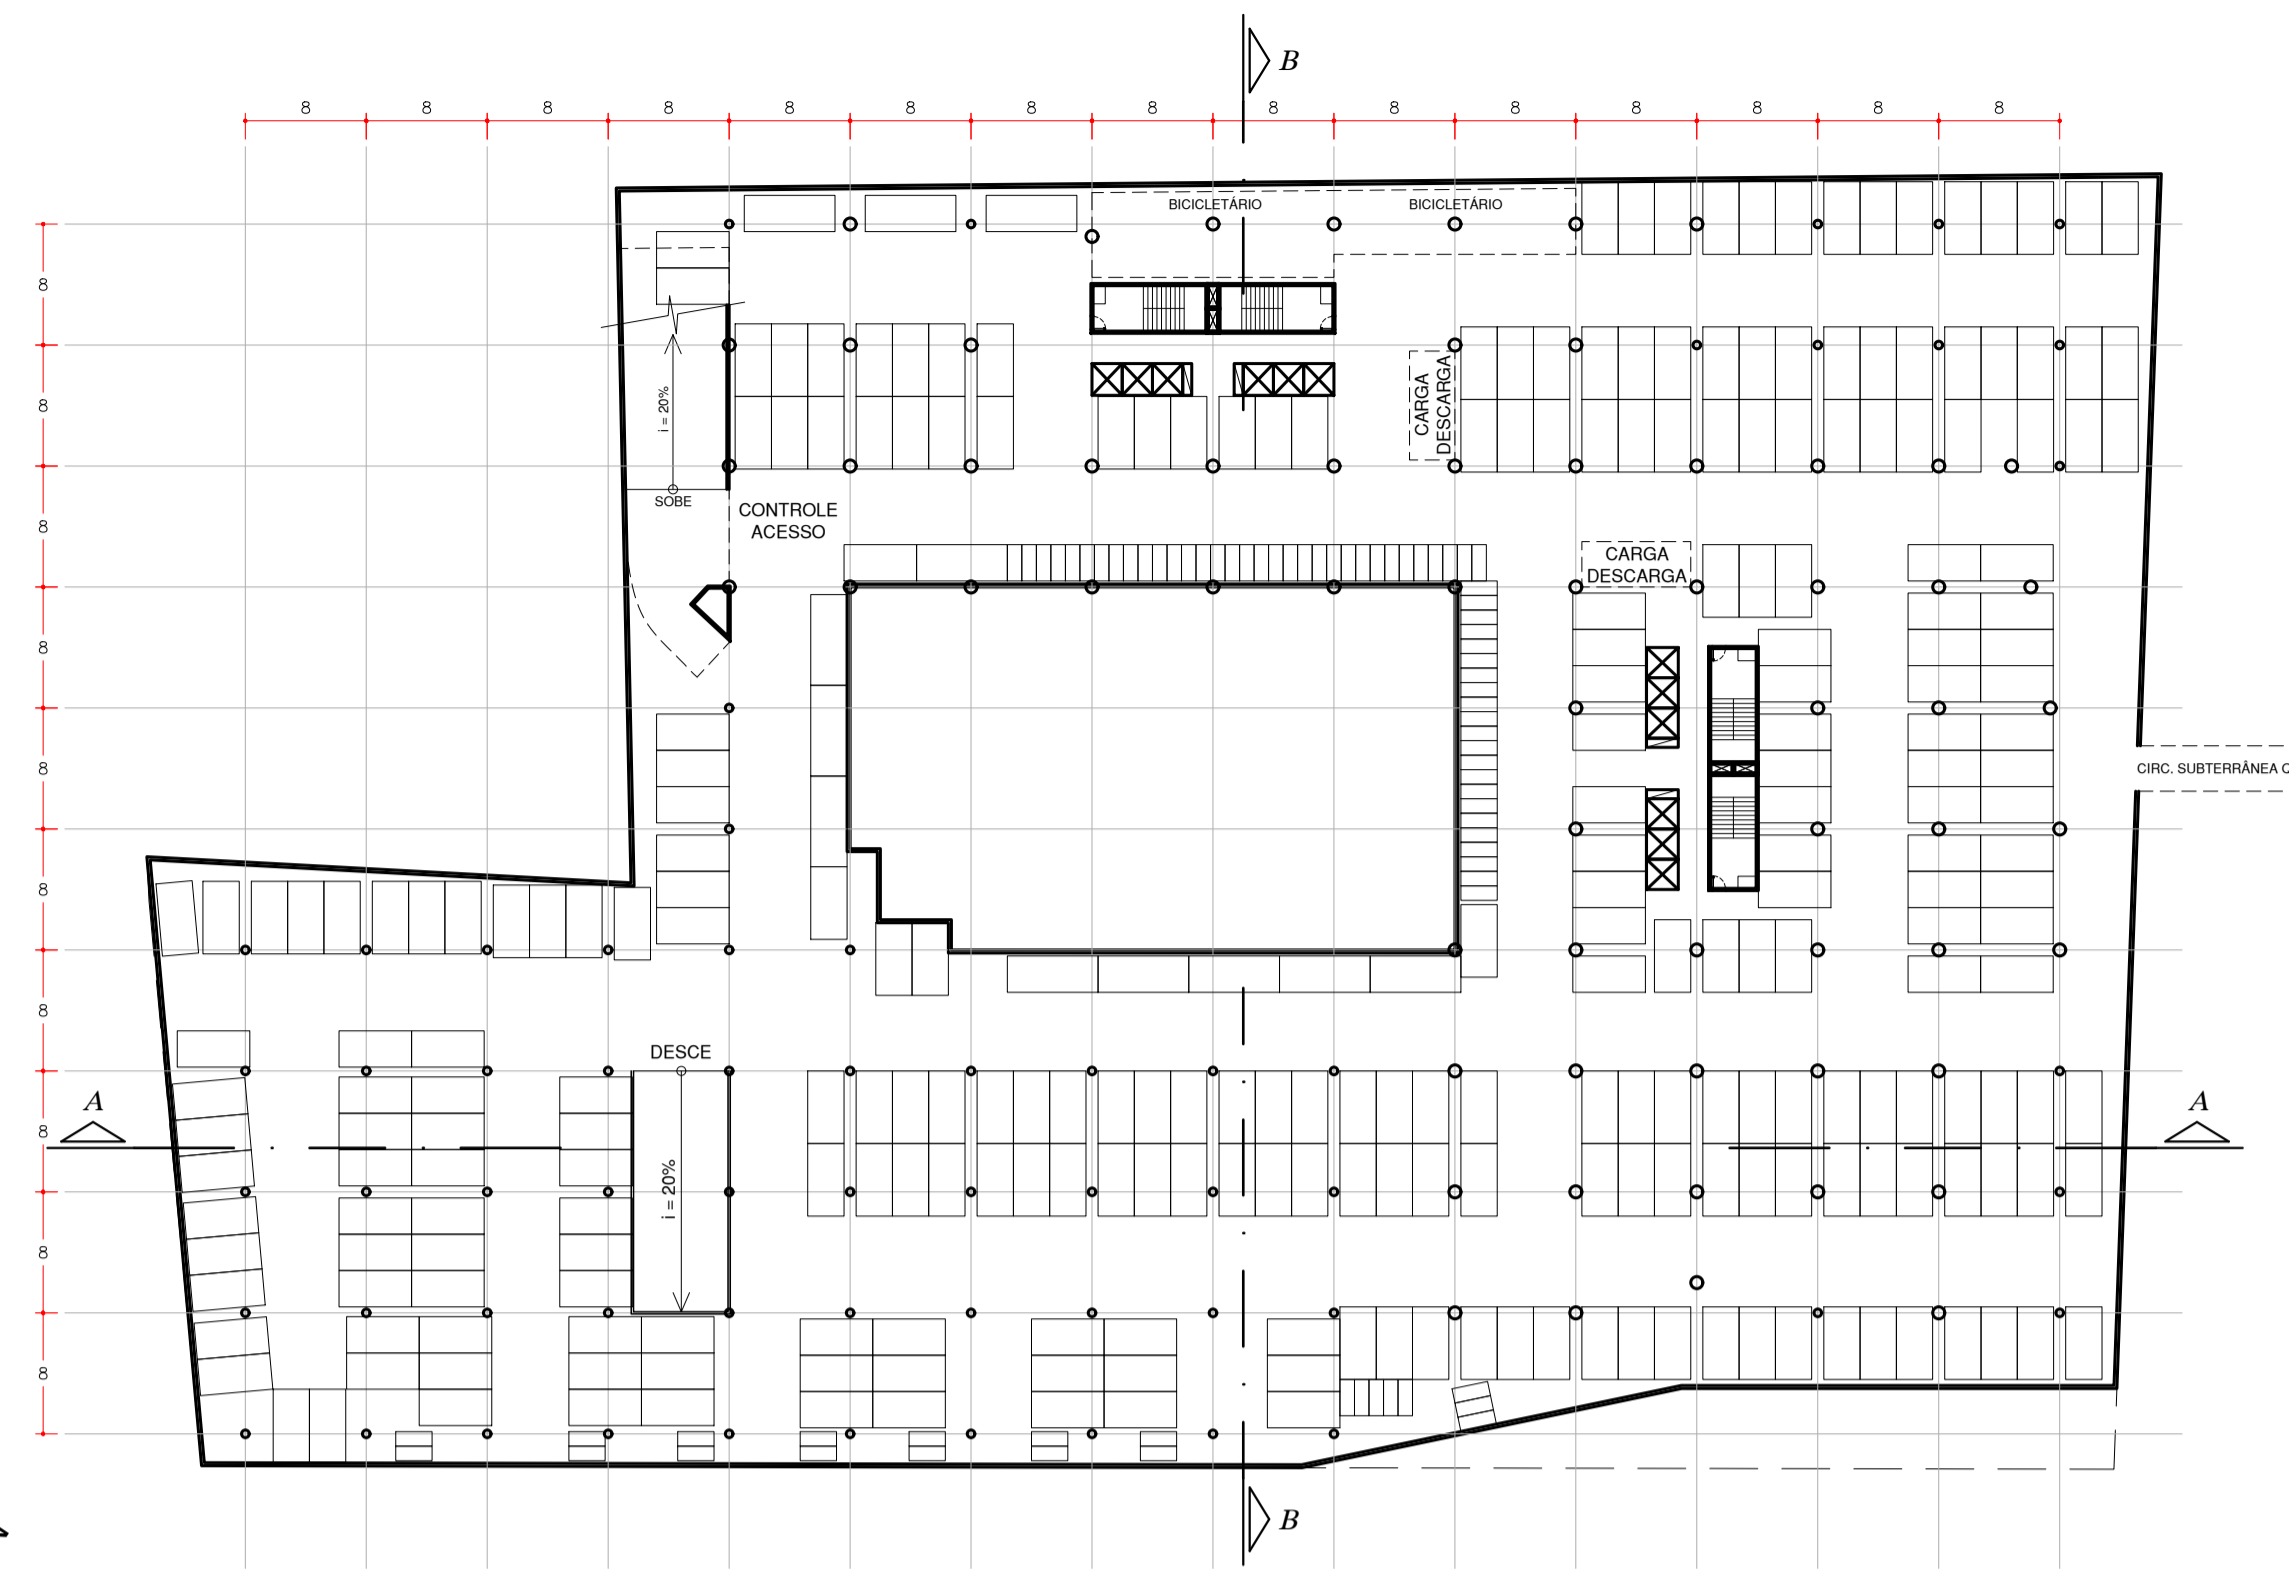 B
8 8 8 8 8 8 8 8 8 8 8 8 8 8 8
BICICLETÁRIO BICICLETÁRIO
8
8
8
8
8
8
8
8
8
8
i = 20%
SOBE
CONTROLE
ACESSO
CARGA
DESCARGA
CARGA
DESCARGA
CIRC. SUBTERRÂNEA Q
DESCE
i = 20%
A A
B